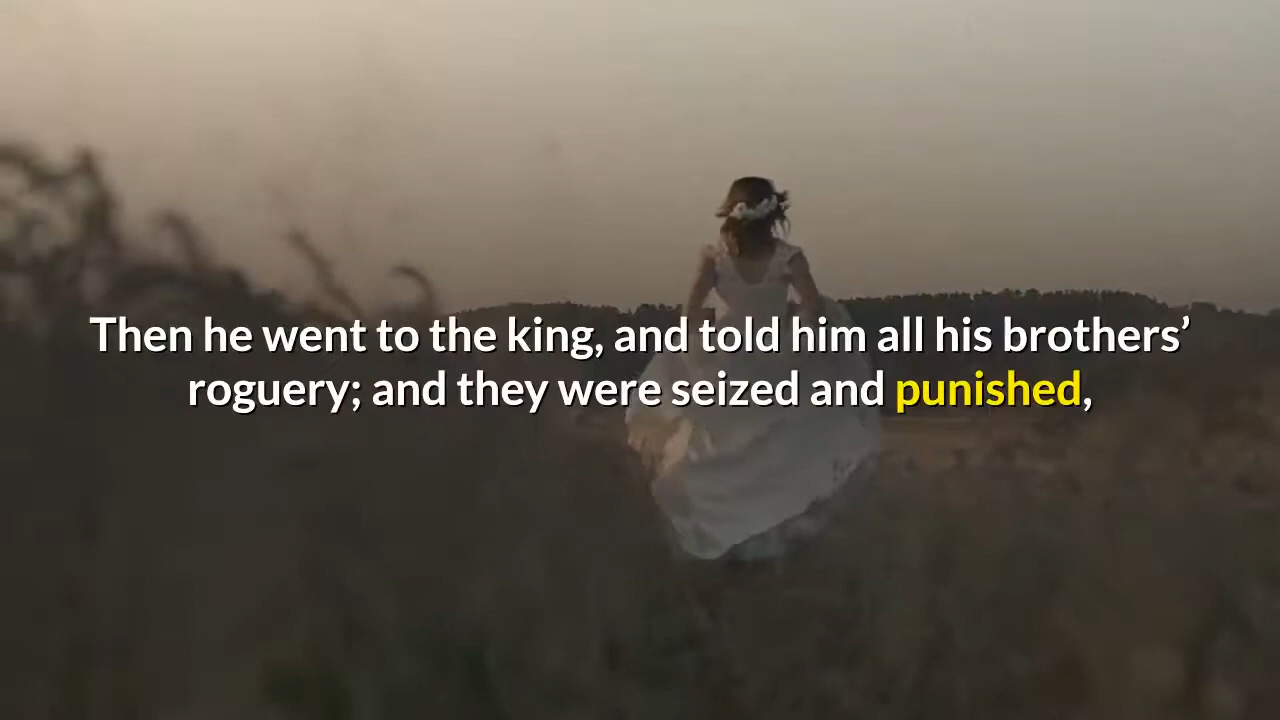 Then he went to the king, and told him all his brothers’
roguery; and they were seized and punished,